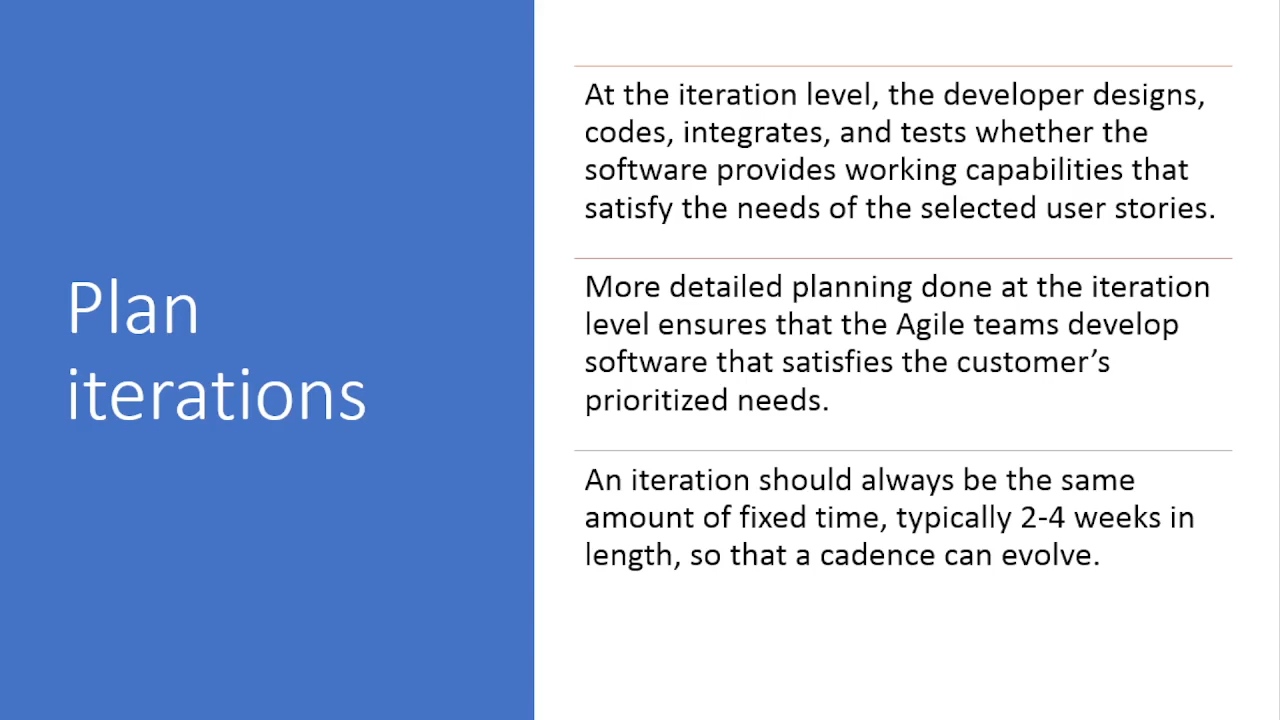 Plan
iterations
At the iteration level, the developer designs,
codes, integrates, and tests whether the
software provides working capabilities that
satisfy the needs of the selected user stories.
More detailed planning done at the iteration
level ensures that the Agile teams develop
software that satisfies the customer’s
prioritized needs.
An iteration should always be the same
amount of fixed time, typically 2-4 weeks in
length, so that a cadence can evolve.